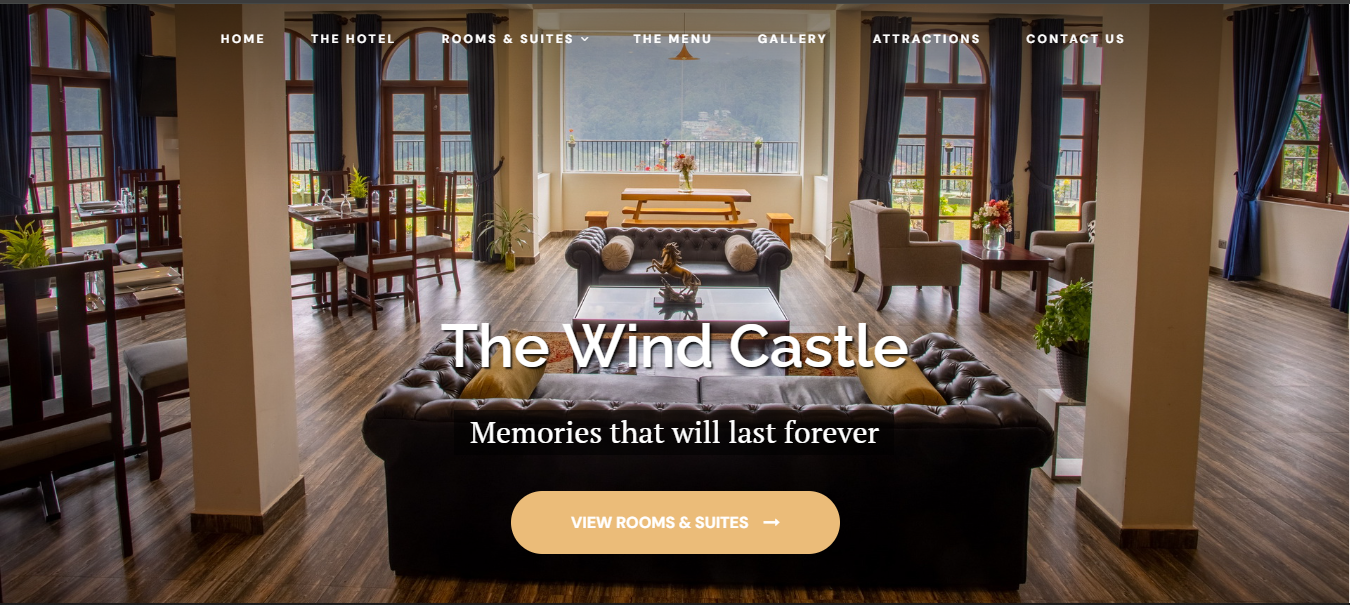 HOME THE HOTEL ROOMS & SUITES THE MENU GALLERY ATTRACTIONS CONTACT US
The Wind Castle
Memories that will last forever
VIEW ROOMS & SUITES →